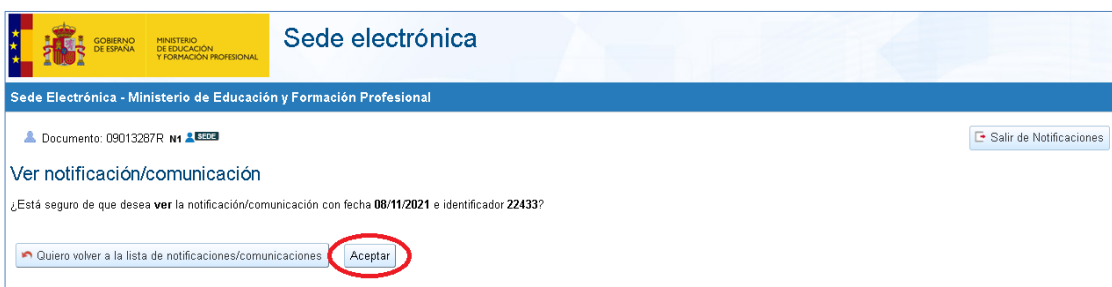 GOBIERNO
DE ESPAÑA
MINISTERIO
DE EDUCACIÓN
Y FORMACIÓN PROFESIONAL
Sede electrónica
Sede Electrónica - Ministerio de Educación y Formación Profesional
Documento: 09013287R N1 SEDE
Salir de Notificaciones
Ver notificación/comunicación
¿Está seguro de que desea ver la notificación/comunicación con fecha 08/11/2021 e identificador 22433?
Quiero volver a la lista de notificaciones/comunicaciones Aceptar